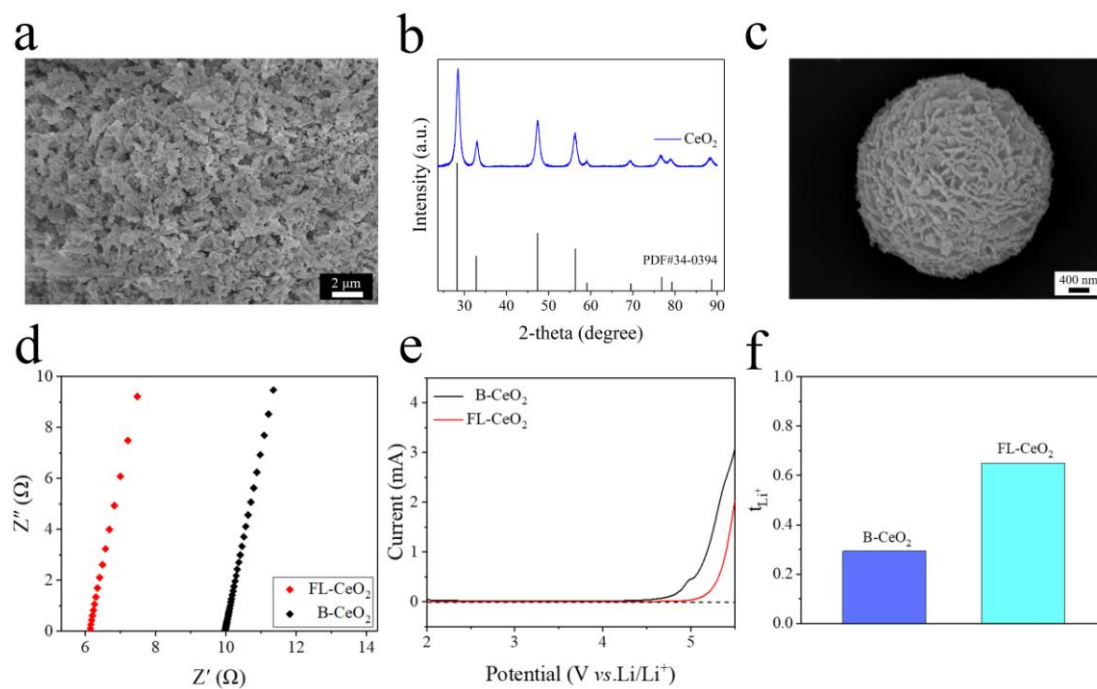 a
2 μm
b
Intensity (a.u.)
CeO₂
PDF#34-0394
30 40 50 60 70 80 90
2-theta (degree)
c
400 nm
d
Z″ (Ω)
10
8
6
4
2
0
FL-CeO₂
B-CeO₂
6 8 10 12 14
Z′ (Ω)
e
Current (mA)
4
3
2
1
0
B-CeO₂
FL-CeO₂
2 3 4 5
Potential (V vs.Li/Li⁺)
f
t Li⁺
1.0
0.8
0.6
0.4
0.2
0.0
B-CeO₂
FL-CeO₂